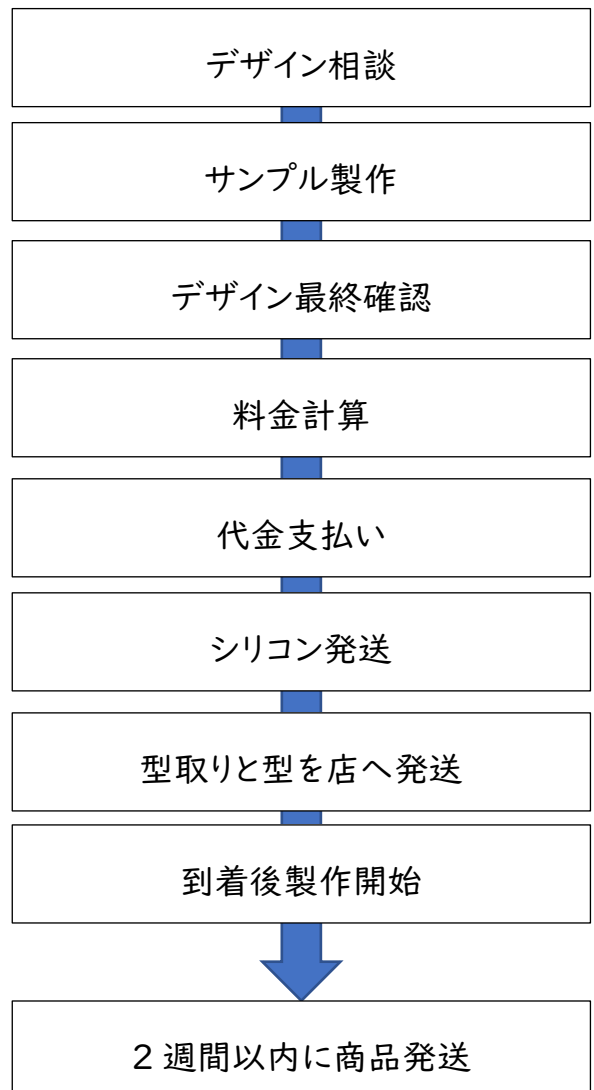 デザイン相談
サンプル製作
デザイン最終確認
料金計算
代金支払い
シリコン発送
型取りと型を店へ発送
到着後製作開始
2週間以内に商品発送